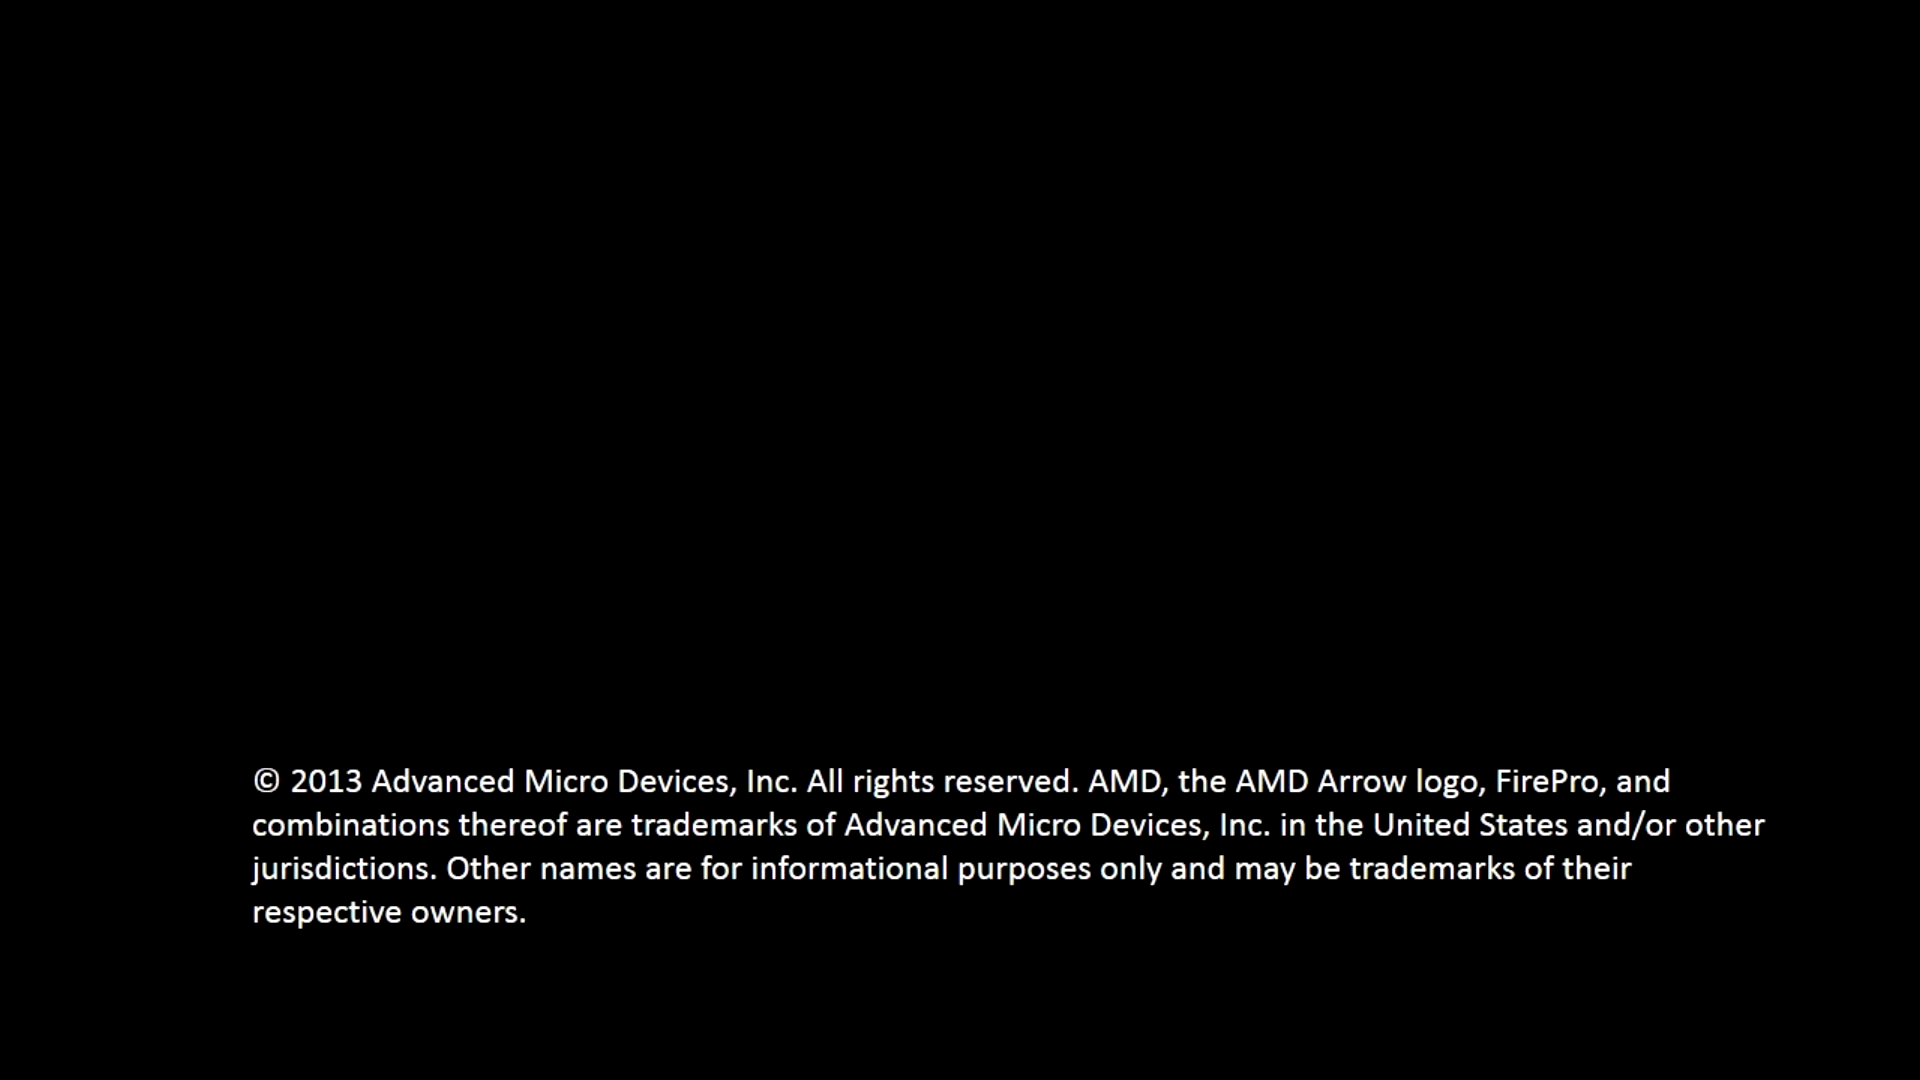 © 2013 Advanced Micro Devices, Inc. All rights reserved. AMD, the AMD Arrow logo, FirePro, and
combinations thereof are trademarks of Advanced Micro Devices, Inc. in the United States and/or other
jurisdictions. Other names are for informational purposes only and may be trademarks of their
respective owners.